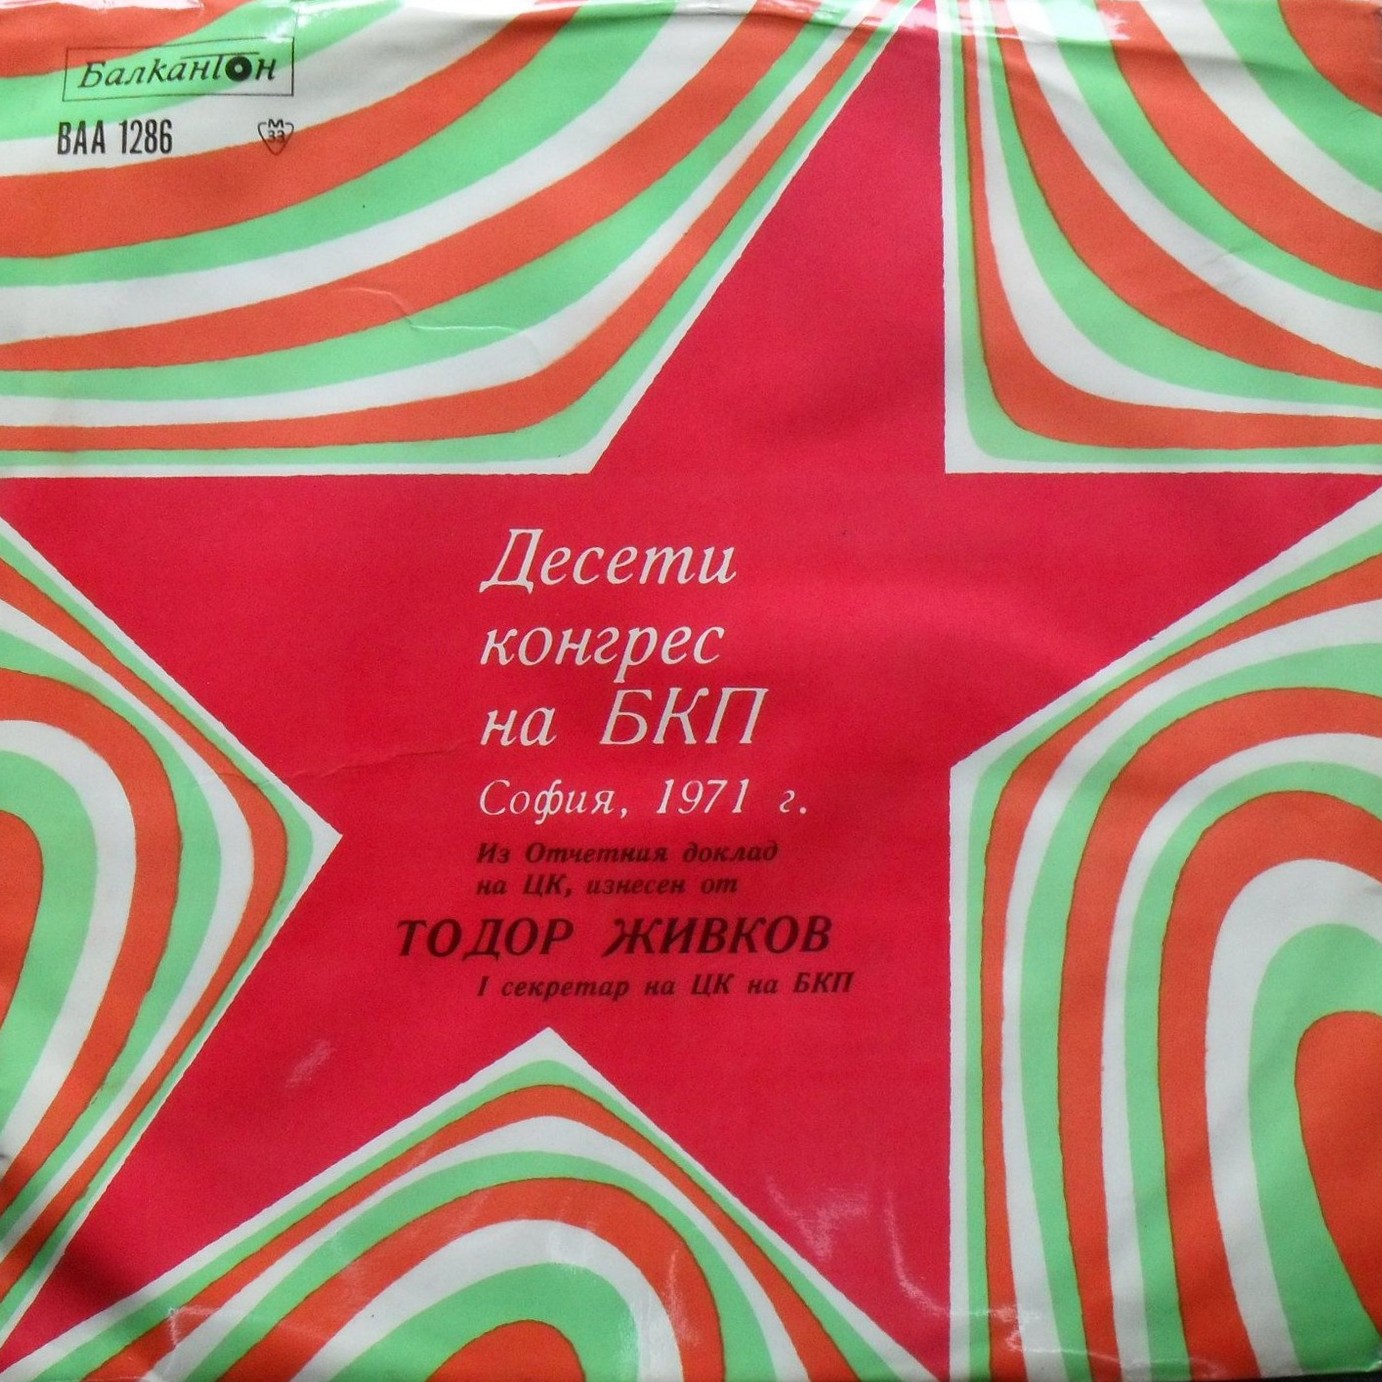 Балкантон
ВАА 1286
М
33
Десети
конгрес
на БКП
София, 1971 г.
Из Отчетния доклад
на ЦК, изнесен от
ТОДОР ЖИВКОВ
I секретар на ЦК на БКП